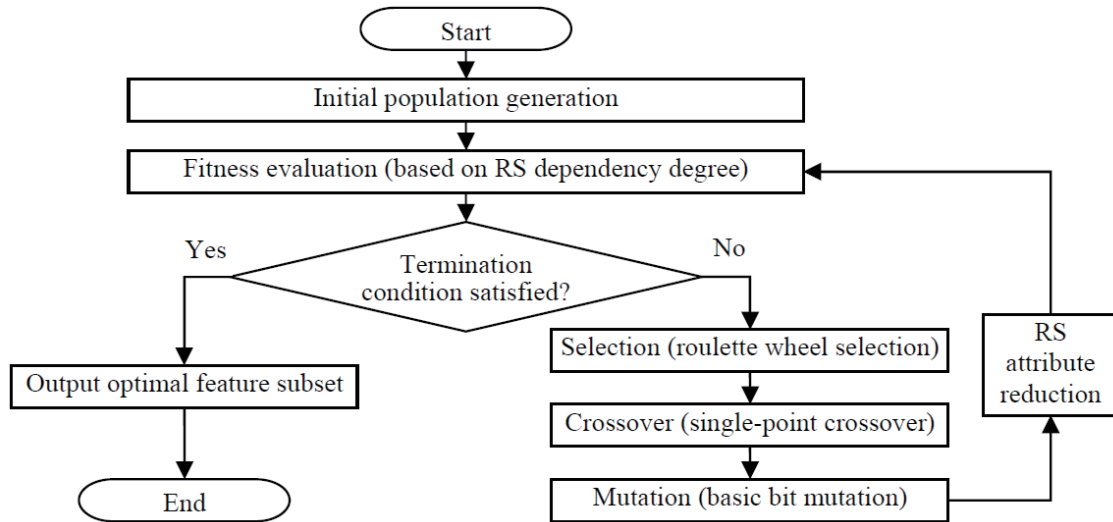 Start
Initial population generation
Fitness evaluation (based on RS dependency degree)
Yes
No
Termination
condition satisfied?
Selection (roulette wheel selection)
RS
attribute
reduction
Output optimal feature subset
Crossover (single-point crossover)
End
Mutation (basic bit mutation)